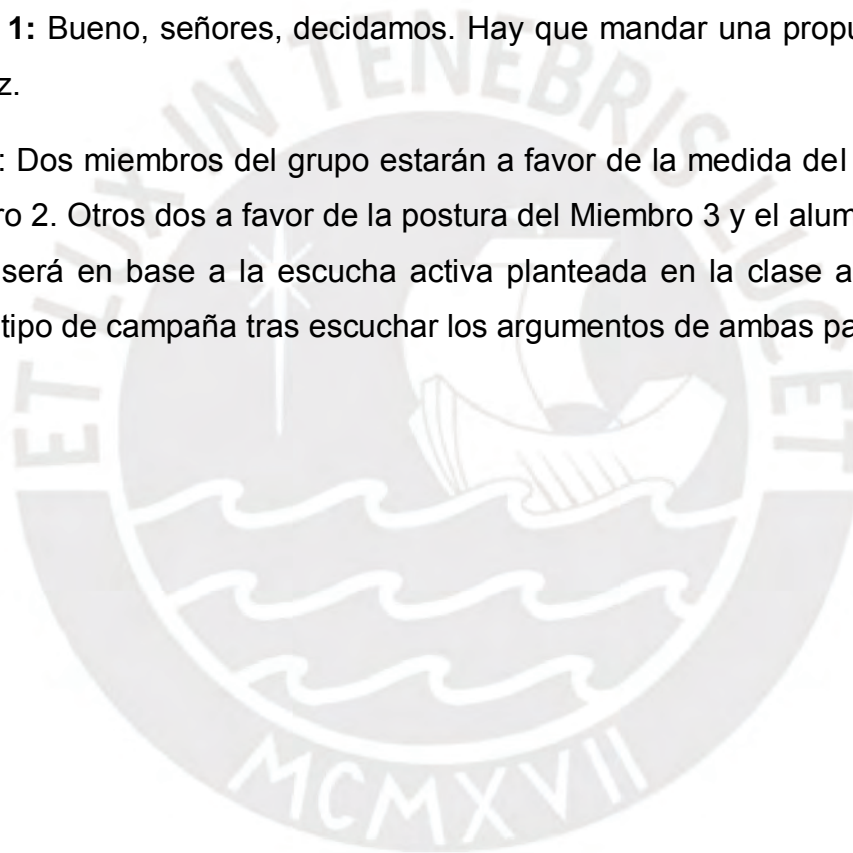 1: Bueno, señores, decidamos. Hay que mandar una propu
z.
: Dos miembros del grupo estarán a favor de la medida del
ro 2. Otros dos a favor de la postura del Miembro 3 y el alum
será en base a la escucha activa planteada en la clase a
tipo de campaña tras escuchar los argumentos de ambas pa
ET LUX IN TENEBRIS LUCET
MCMXVII